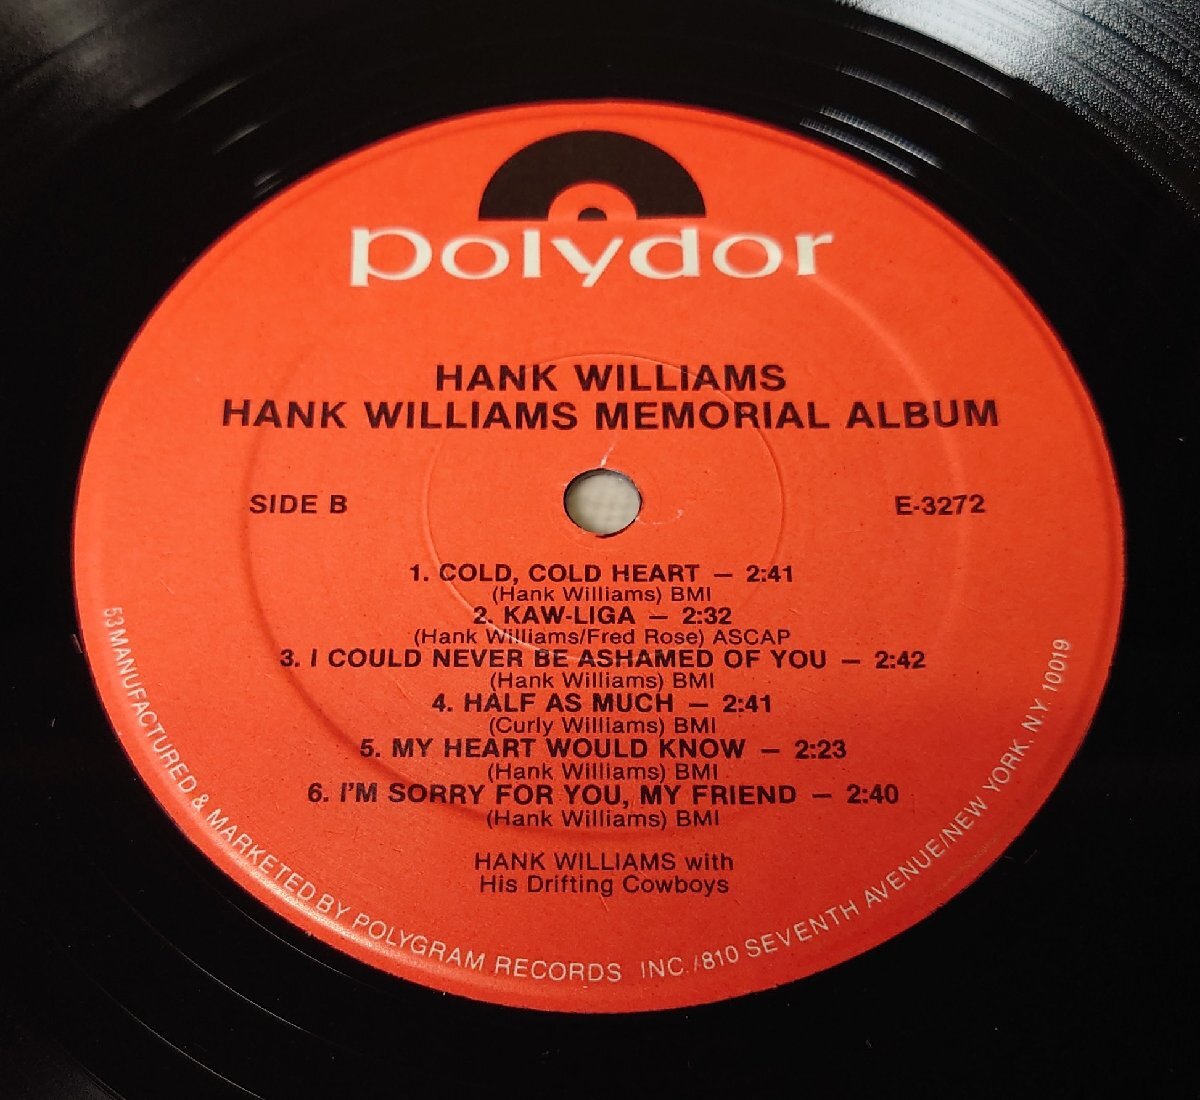 polydor
HANK WILLIAMS
HANK WILLIAMS MEMORIAL ALBUM
SIDE B
E-3272
1. COLD, COLD HEART — 2:41
(Hank Williams) BMI
2. KAW-LIGA — 2:32
(Hank Williams/Fred Rose) ASCAP
3. I COULD NEVER BE ASHAMED OF YOU — 2:42
(Hank Williams) BMI
4. HALF AS MUCH — 2:41
(Curly Williams) BMI
5. MY HEART WOULD KNOW — 2:23
(Hank Williams) BMI
6. I'M SORRY FOR YOU, MY FRIEND — 2:40
(Hank Williams) BMI
HANK WILLIAMS with
His Drifting Cowboys
53MANUFACTURED & MARKETED BY POLYGRAM RECORDS INC./810 SEVENTH AVENUE/NEW YORK. N.Y. 10019